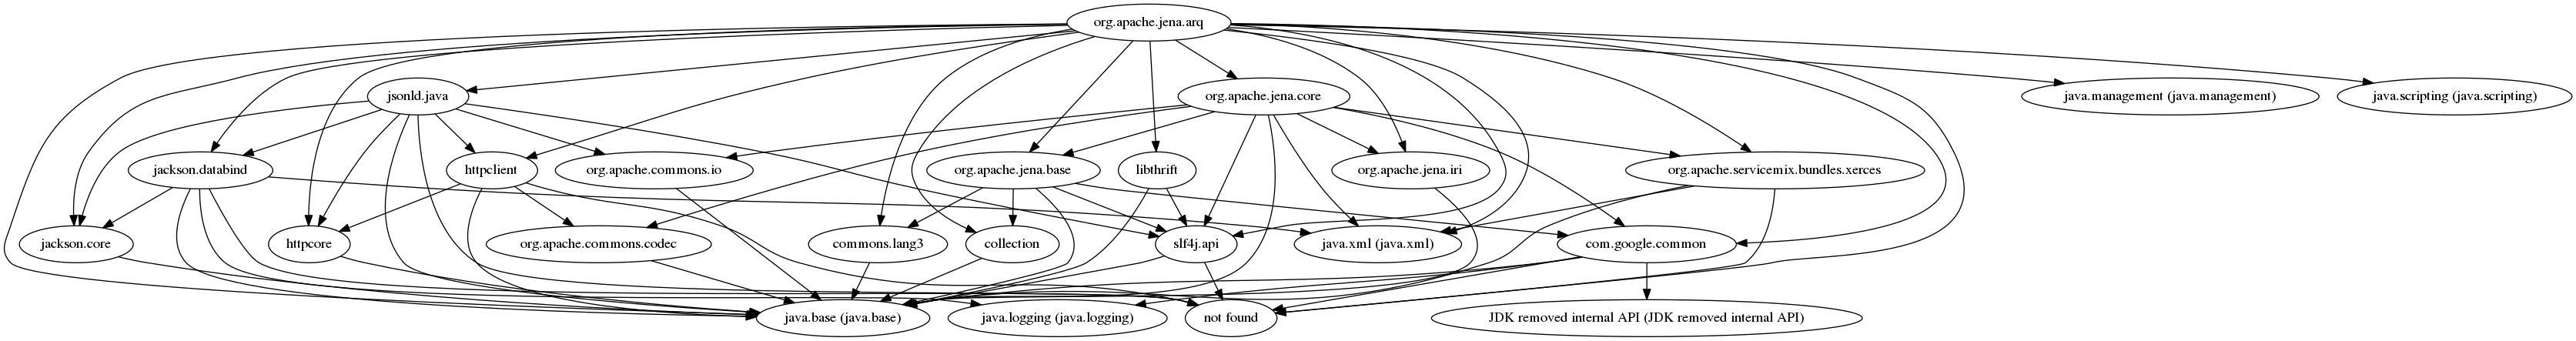 org.apache.jena.arq
jsonld.java
org.apache.jena.core
java.management (java.management)
java.scripting (java.scripting)
jackson.databind
httpclient
org.apache.commons.io
org.apache.jena.base
libthrift
org.apache.jena.iri
org.apache.servicemix.bundles.xerces
jackson.core
httpcore
org.apache.commons.codec
commons.lang3
collection
slf4j.api
java.xml (java.xml)
com.google.common
java.base (java.base)
java.logging (java.logging)
not found
JDK removed internal API (JDK removed internal API)